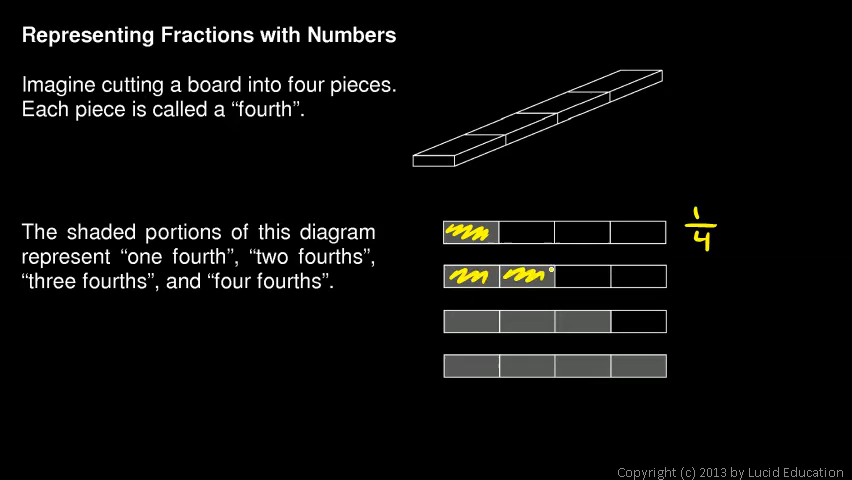 Representing Fractions with Numbers
Imagine cutting a board into four pieces.
Each piece is called a “fourth”.
The shaded portions of this diagram
represent “one fourth”, “two fourths”,
“three fourths”, and “four fourths”.
1
4
Copyright (c) 2013 by Lucid Education